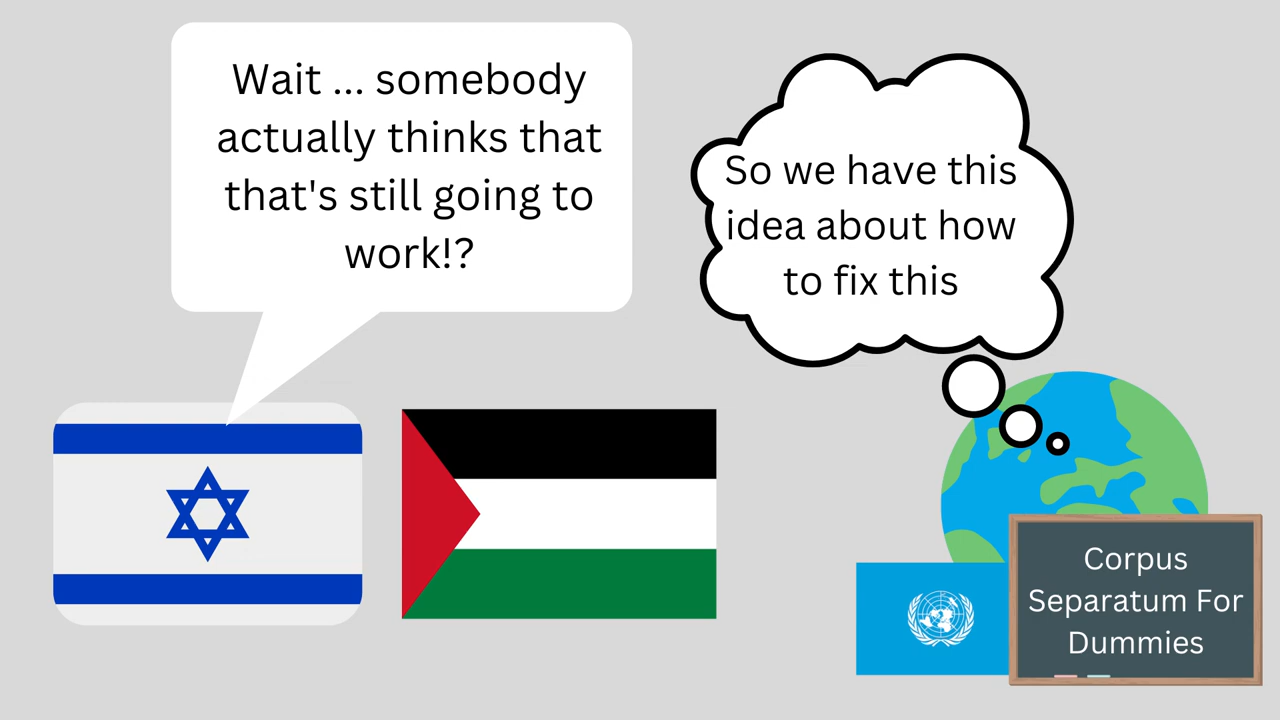 Wait ... somebody
actually thinks that
that's still going to
work!?
So we have this
idea about how
to fix this
Corpus
Separatum For
Dummies